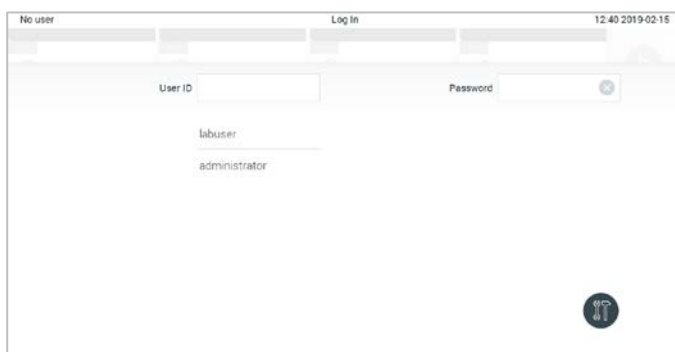 No user Log In 12.40 2019-02-15
User ID Password
labuser
administrator